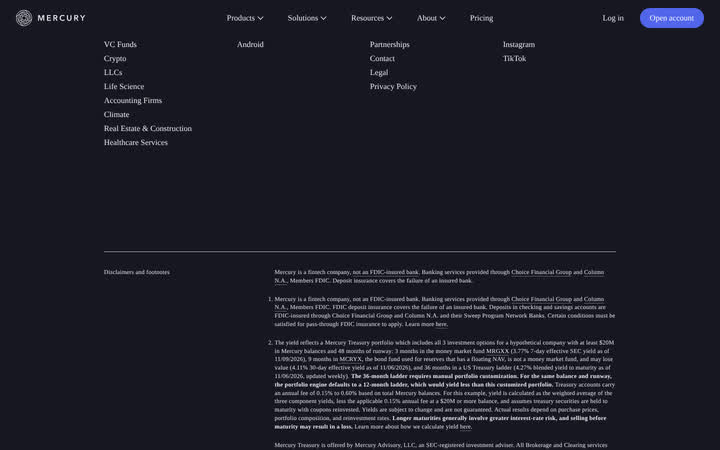 MERCURY
Products
Solutions
Resources
About
Pricing
Log in
Open account
VC Funds
Crypto
LLCs
Life Science
Accounting Firms
Climate
Real Estate & Construction
Healthcare Services
Android
Partnerships
Contact
Legal
Privacy Policy
Instagram
TikTok
Disclaimers and footnotes
Mercury is a fintech company, not an FDIC-insured bank. Banking services provided through Choice Financial Group and Column
N.A., Members FDIC. Deposit insurance covers the failure of an insured bank.
1. Mercury is a fintech company, not an FDIC-insured bank. Banking services provided through Choice Financial Group and Column
N.A., Members FDIC. FDIC deposit insurance covers the failure of an insured bank. Deposits in checking and savings accounts are
FDIC-insured through Choice Financial Group and Column N.A. and their Sweep Program Network Banks. Certain conditions must be
satisfied for pass-through FDIC insurance to apply. Learn more here.
2. The yield reflects a Mercury Treasury portfolio which includes all 3 investment options for a hypothetical company with at least $20M
in Mercury balances and 48 months of runway: 3 months in the money market fund MRGXX (3.77% 7-day effective SEC yield as of
11/09/2026), 9 months in MCRYX, the bond fund used for reserves that has a floating NAV, is not a money market fund, and may lose
value (4.11% 30-day effective yield as of 11/06/2026), and 36 months in a US Treasury ladder (4.27% blended yield to maturity as of
11/06/2026, updated weekly). The 36-month ladder requires manual portfolio customization. For the same balance and runway,
the portfolio engine defaults to a 12-month ladder, which would yield less than this customized portfolio. Treasury accounts carry
an annual fee of 0.15% to 0.60% based on total Mercury balances. For this example, yield is calculated as the weighted average of the
three component yields, less the applicable 0.15% annual fee at a $20M or more balance, and assumes treasury securities are held to
maturity with coupons reinvested. Yields are subject to change and are not guaranteed. Actual results depend on purchase prices,
portfolio composition, and reinvestment rates. Longer maturities generally involve greater interest-rate risk, and selling before
maturity may result in a loss. Learn more about how we calculate yield here.
Mercury Treasury is offered by Mercury Advisory, LLC, an SEC-registered investment adviser. All Brokerage and Clearing services